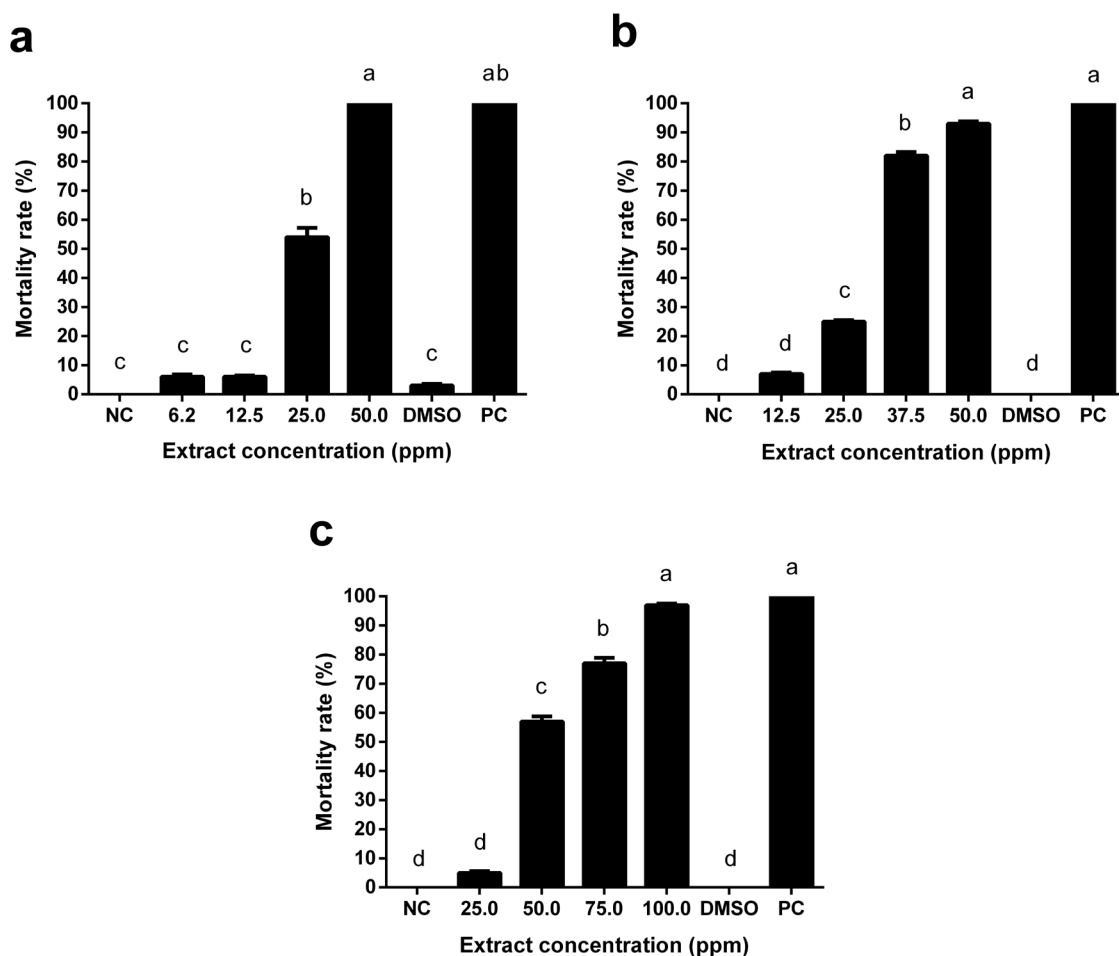 a
c c c b a c ab
Mortality rate (%)
100
90
80
70
60
50
40
30
20
10
0
NC 6.2 12.5 25.0 50.0 DMSO PC
Extract concentration (ppm)
b
d d c b a d a
Mortality rate (%)
100
90
80
70
60
50
40
30
20
10
0
NC 12.5 25.0 37.5 50.0 DMSO PC
Extract concentration (ppm)
c
d d c b a d a
Mortality rate (%)
100
90
80
70
60
50
40
30
20
10
0
NC 25.0 50.0 75.0 100.0 DMSO PC
Extract concentration (ppm)